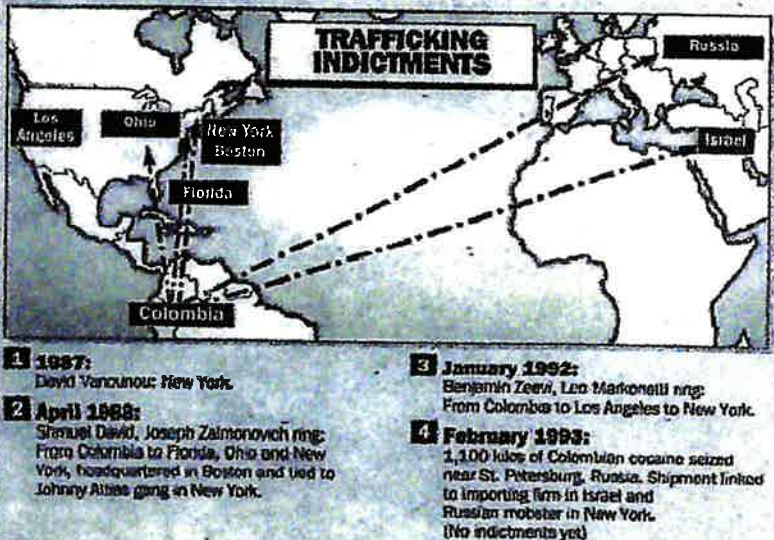 TRAFFICKING
INDICTMENTS
Russia
Los
Angeles
Ohio
New York
Boston
Israel
Florida
Colombia
1 1987:
David Vanounou: New York.
2 April 1988:
Shmuel David, Joseph Zalmonovich ring:
From Colombia to Florida, Ohio and New
York, headquartered in Boston and tied to
Johnny gang in New York.
3 January 1992:
Benjamin Zeevi, Leo ring:
From Colombia to Los Angeles to New York.
4 February 1993:
1,100 kilos of Colombian cocaine seized
near St. Petersburg, Russia. Shipment linked
to importing firm in Israel and
Russian mobster in New York.
(No indictments yet)